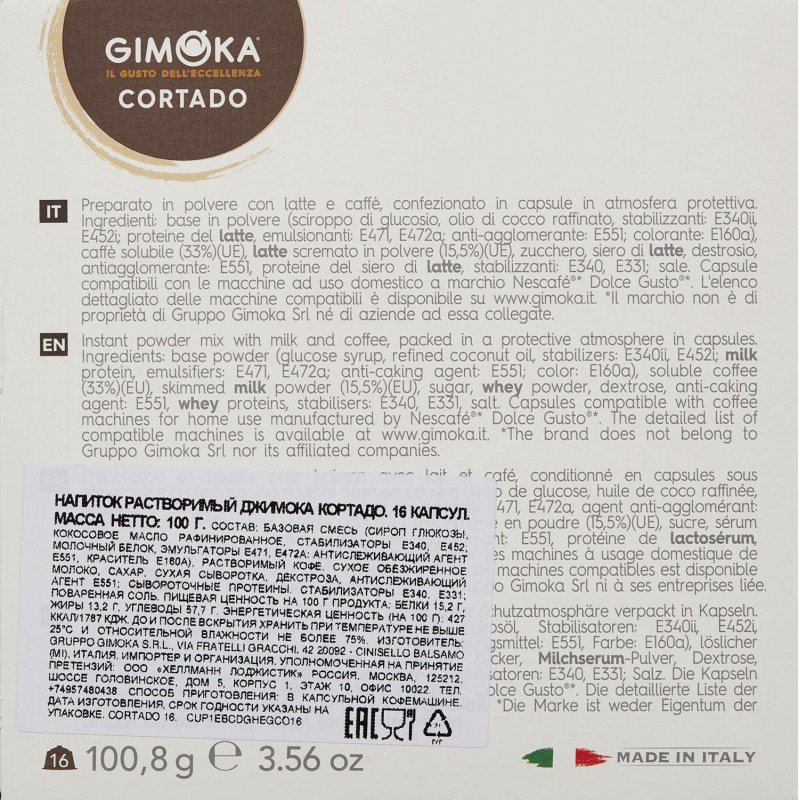 GIMOKA
IL GUSTO DELL'ECCELLENZA
CORTADO
IT
Preparato in polvere con latte e caffè, confezionato in capsule in atmosfera protettiva.
Ingredienti: base in polvere (sciroppo di glucosio, olio di cocco raffinato, stabilizzanti: E340ii,
E452i; proteine del latte, emulsionanti: E471, E472a; anti-agglomerante: E551; colorante: E160a),
caffè solubile (33%)(UE), latte scremato in polvere (15,5%)(UE), zucchero, siero di latte, destrosio,
antiagglomerante: E551, proteine del siero di latte, stabilizzanti: E340, E331; sale. Capsule
compatibili con le macchine ad uso domestico a marchio Nescafé®* Dolce Gusto®*. L'elenco
dettagliato delle macchine compatibili è disponibile su www.gimoka.it. *Il marchio non è di
proprietà di Gruppo Gimoka Srl né di aziende ad essa collegate.
EN
Instant powder mix with milk and coffee, packed in a protective atmosphere in capsules.
Ingredients: base powder (glucose syrup, refined coconut oil, stabilizers: E340ii, E452i; milk
protein, emulsifiers: E471, E472a; anti-caking agent: E551; color: E160a), soluble coffee
(33%)(EU), skimmed milk powder (15,5%)(EU), sugar, whey powder, dextrose, anti-caking
agent: E551, whey proteins, stabilisers: E340, E331, salt. Capsules compatible with coffee
machines for home use manufactured by Nescafé®* Dolce Gusto®*. The detailed list of
compatible machines is available at www.gimoka.it. *The brand does not belong to
Gruppo Gimoka Srl nor its affiliated companies.
avec lait et café, conditionné en capsules sous
de glucose, huile de coco raffinée,
471, E472a, agent anti-agglomérant:
en poudre (15,5%)(UE), sucre, sérum
nt: E551, protéine de lactosérum,
es machines à usage domestique de
machines compatibles est disponible
Gimoka Srl ni à ses entreprises liée.
chutzatmosphäre verpackt in Kapseln.
osöl, Stabilisatoren: E340ii, E452i,
gsmittel: E551, Farbe: E160a), löslicher
cker, Milchserum-Pulver, Dextrose,
satoren: E340, E331; Salz. Die Kapseln
olce Gusto®*. Die detaillierte Liste der
*Die Marke ist weder Eigentum der
НАПИТОК РАСТВОРИМЫЙ ДЖИМОКА КОРТАДО. 16 КАПСУЛ.
МАССА НЕТТО: 100 Г. СОСТАВ: БАЗОВАЯ СМЕСЬ (СИРОП ГЛЮКОЗЫ,
КОКОСОВОЕ МАСЛО РАФИНИРОВАННОЕ, СТАБИЛИЗАТОРЫ E340, E452;
МОЛОЧНЫЙ БЕЛОК, ЭМУЛЬГАТОРЫ E471, E472A: АНТИСЛЕЖИВАЮЩИЙ АГЕНТ
E551, КРАСИТЕЛЬ E160A). РАСТВОРИМЫЙ КОФЕ, СУХОЕ ОБЕЗЖИРЕННОЕ
МОЛОКО, САХАР, СУХАЯ СЫВОРОТКА, ДЕКСТРОЗА, АНТИСЛЕЖИВАЮЩИЙ
АГЕНТ E551; СЫВОРОТОЧНЫЕ ПРОТЕИНЫ. СТАБИЛИЗАТОРЫ E340, E331;
ПОВАРЕННАЯ СОЛЬ. ПИЩЕВАЯ ЦЕННОСТЬ НА 100 Г ПРОДУКТА: БЕЛКИ 15,2 Г,
ЖИРЫ 13,2 Г. УГЛЕВОДЫ 57,7 Г. ЭНЕРГЕТИЧЕСКАЯ ЦЕННОСТЬ (НА 100 Г): 427
ККАЛ/1787 КДЖ. ДО И ПОСЛЕ ВСКРЫТИЯ ХРАНИТЬ ПРИ ТЕМПЕРАТУРЕ НЕ ВЫШЕ
25°С И ОТНОСИТЕЛЬНОЙ ВЛАЖНОСТИ НЕ БОЛЕЕ 75%. ИЗГОТОВИТЕЛЬ:
GRUPPO GIMOKA S.R.L., VIA FRATELLI GRACCHI, 42 20092 - CINISELLO BALSAMO
(MI), ИТАЛИЯ. ИМПОРТЕР И ОРГАНИЗАЦИЯ, УПОЛНОМОЧЕННАЯ НА ПРИНЯТИЕ
ПРЕТЕНЗИЙ: ООО «ХЕЛЛМАНН ЛОДЖИСТИК» РОССИЯ, МОСКВА, 125212,
ШОССЕ ГОЛОВИНСКОЕ, ДОМ 5, КОРПУС 1, ЭТАЖ 10, ОФИС 10022. ТЕЛ.
+74957480438 СПОСОБ ПРИГОТОВЛЕНИЯ: В КАПСУЛЬНОЙ КОФЕМАШИНЕ.
ДАТА ИЗГОТОВЛЕНИЯ, СРОК ГОДНОСТИ УКАЗАНЫ НА
УПАКОВКЕ. CORTADO 16. CUP1EBCDGHEGCO16
EAC
16 100,8 g e 3.56 oz
MADE IN ITALY